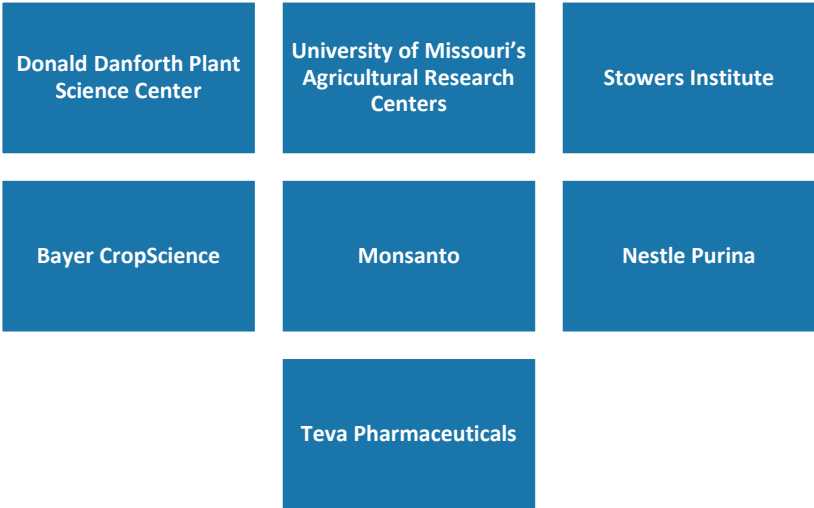 Donald Danforth Plant
Science Center
University of Missouri's
Agricultural Research
Centers
Stowers Institute
Bayer CropScience
Monsanto
Nestle Purina
Teva Pharmaceuticals